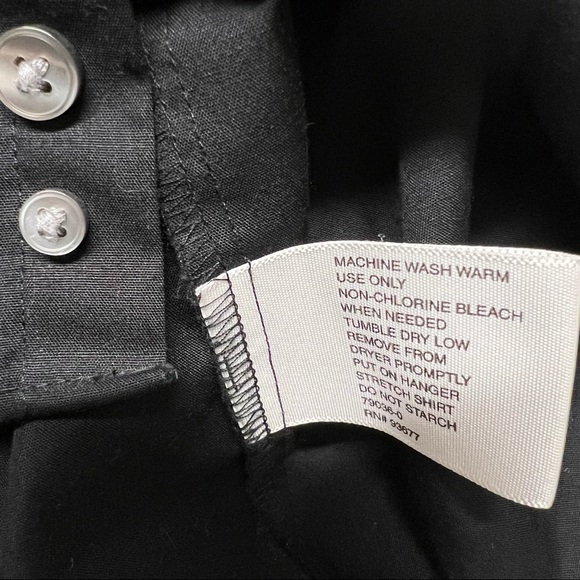 MACHINE WASH WARM
USE ONLY
NON-CHLORINE BLEACH
WHEN NEEDED
TUMBLE DRY LOW
REMOVE FROM
DRYER PROMPTLY
PUT ON HANGER
STRETCH SHIRT
DO NOT STARCH
79036-0
RN# 93677